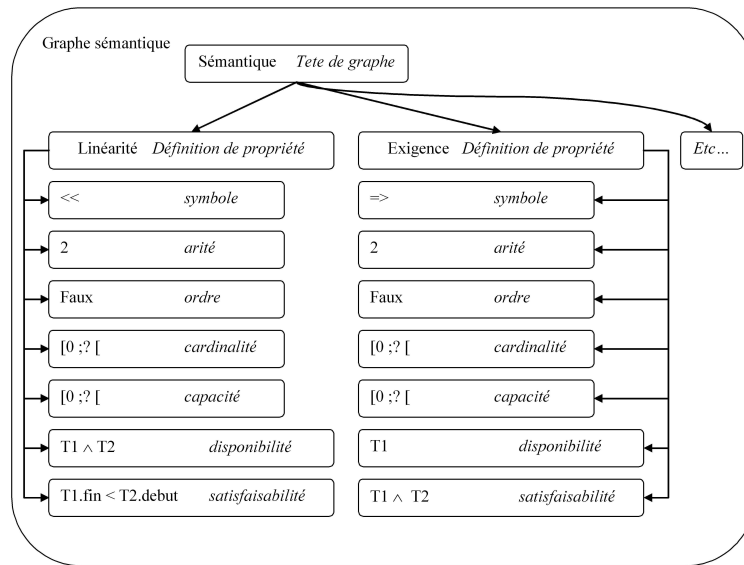 Graphe sémantique
Sémantique Tete de graphe
Linéarité Définition de propriété
Exigence Définition de propriété
Etc…
<< symbole
=> symbole
2 arité
2 arité
Faux ordre
Faux ordre
[0 ;? [ cardinalité
[0 ;? [ cardinalité
[0 ;? [ capacité
[0 ;? [ capacité
T1 ∧ T2 disponibilité
T1 disponibilité
T1.fin < T2.debut satisfaisabilité
T1 ∧ T2 satisfaisabilité